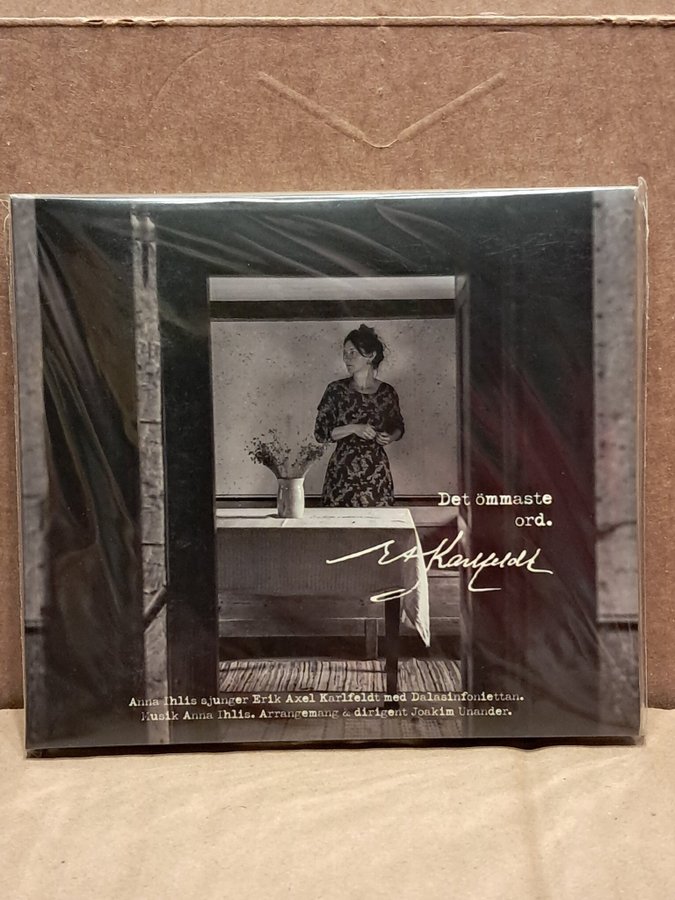 Det ömmaste
ord.
EAKarlfeldt
Anna Ihlis sjunger Erik Axel Karlfeldt med Dalasinfoniettan.
Musik Anna Ihlis. Arrangemang & dirigent Joakim Unander.